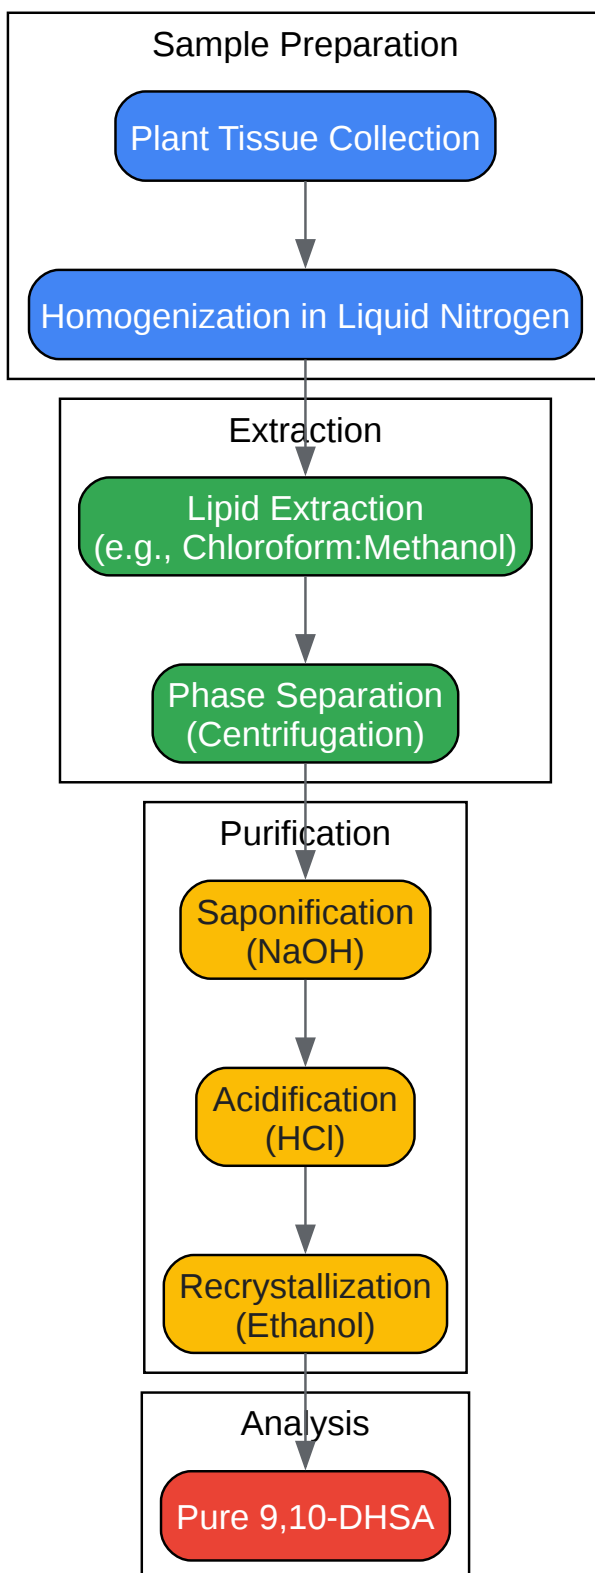 Sample Preparation
Plant Tissue Collection
Homogenization in Liquid Nitrogen
Extraction
Lipid Extraction
(e.g., Chloroform:Methanol)
Phase Separation
(Centrifugation)
Purification
Saponification
(NaOH)
Acidification
(HCl)
Recrystallization
(Ethanol)
Analysis
Pure 9,10-DHSA